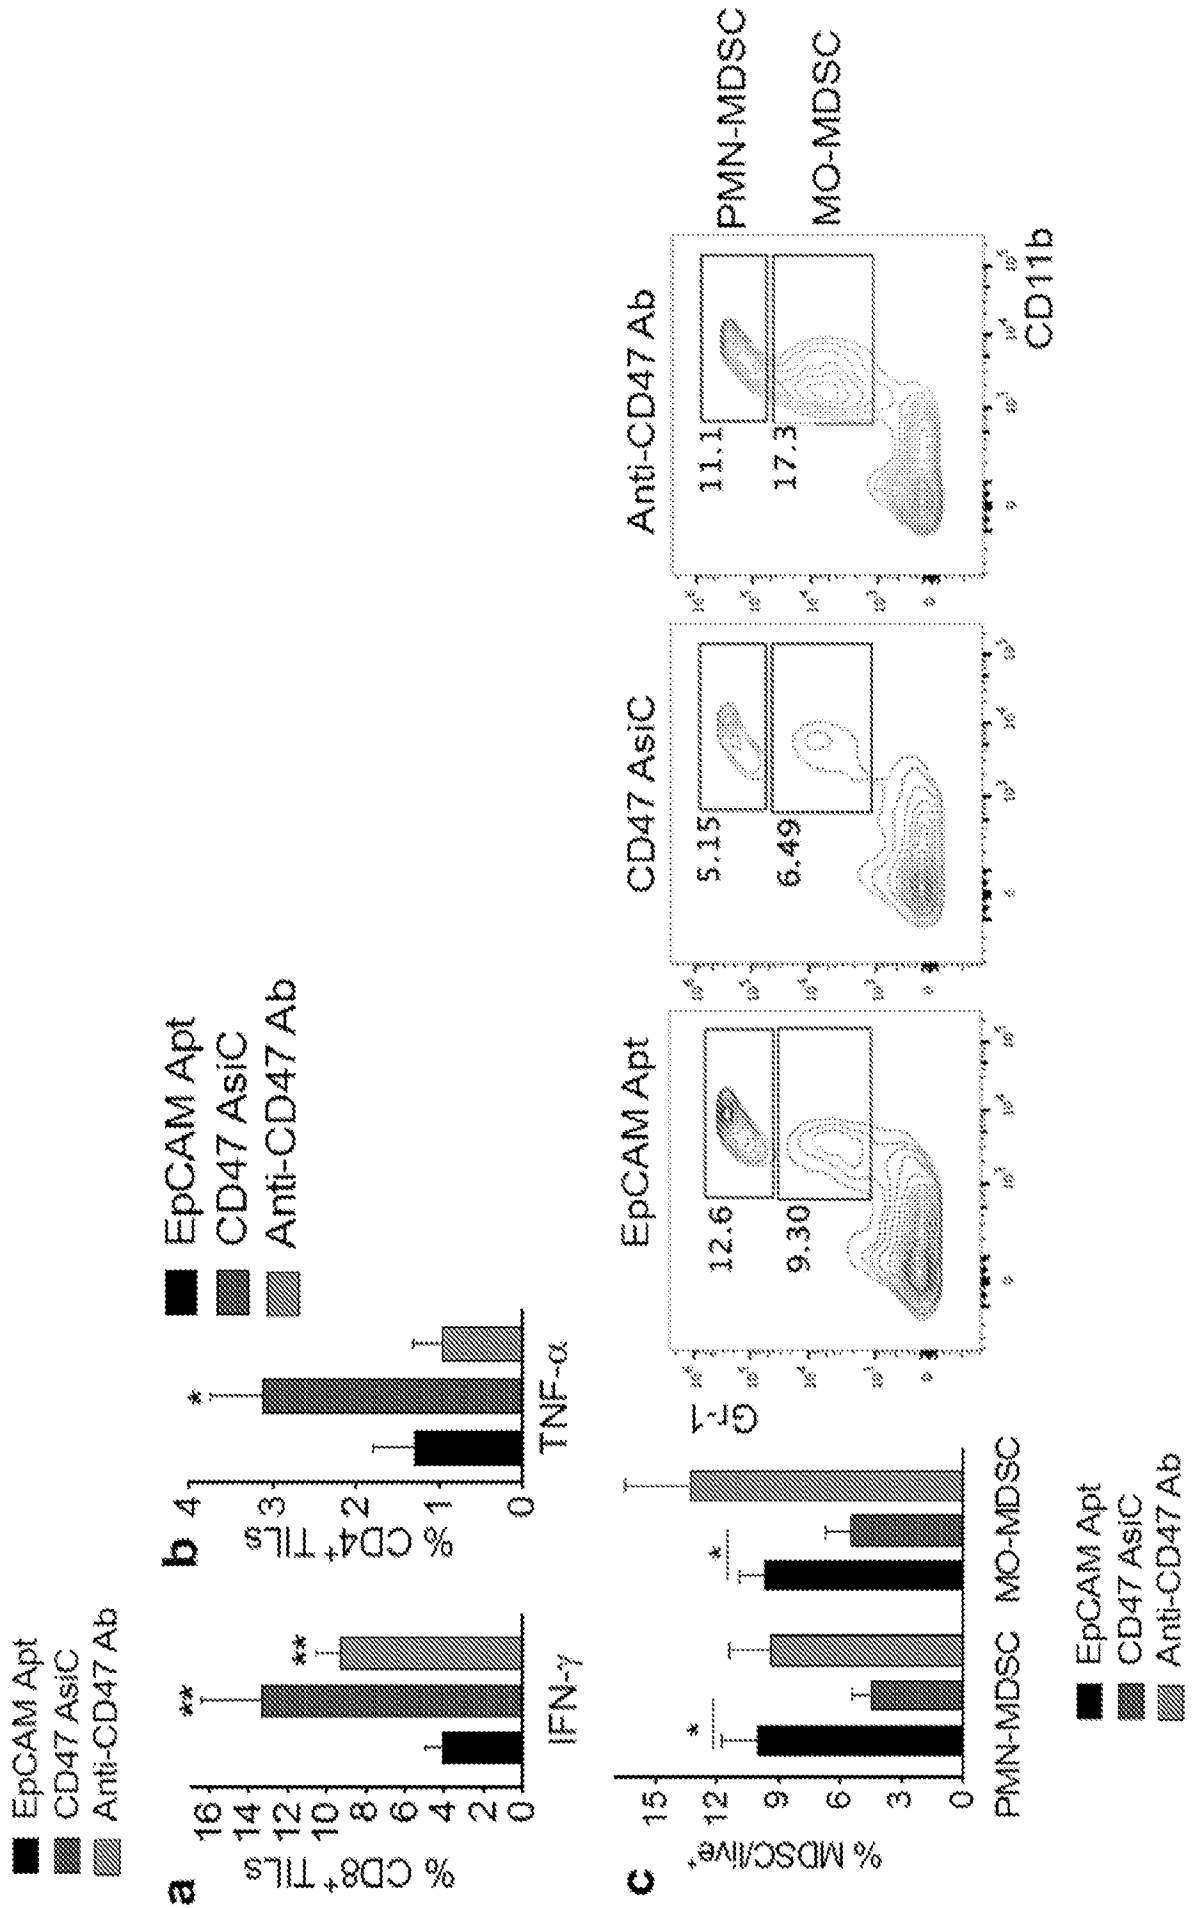 EpCAM Apt
CD47 AsiC
Anti-CD47 Ab
a
% CD8+ TILs
16
14
12
10
8
6
4
2
0
**
**
IFN-γ
b
% CD4+ TILs
4
3
2
1
0
*
TNF-α
EpCAM Apt
CD47 AsiC
Anti-CD47 Ab
c
% MDSC/live+
15
12
9
6
3
0
*
*
PMN-MDSC
MO-MDSC
EpCAM Apt
CD47 AsiC
Anti-CD47 Ab
Gr-1
EpCAM Apt
12.6
9.30
CD47 AsiC
5.15
6.49
Anti-CD47 Ab
11.1
17.3
PMN-MDSC
MO-MDSC
CD11b